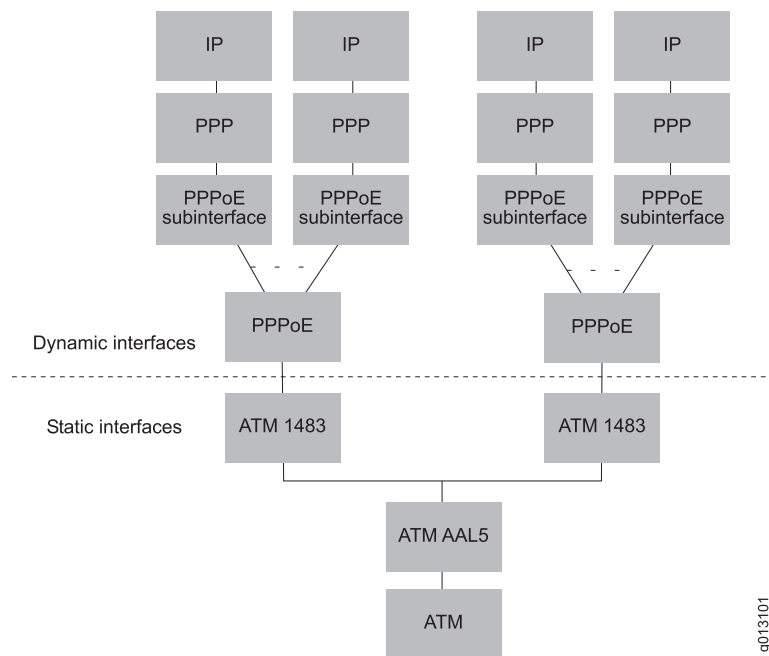 IP
IP
IP
IP
PPP
PPP
PPP
PPP
PPPoE
subinterface
PPPoE
subinterface
PPPoE
subinterface
PPPoE
subinterface
PPPoE
PPPoE
Dynamic interfaces
Static interfaces
ATM 1483
ATM 1483
ATM AAL5
ATM
g013101